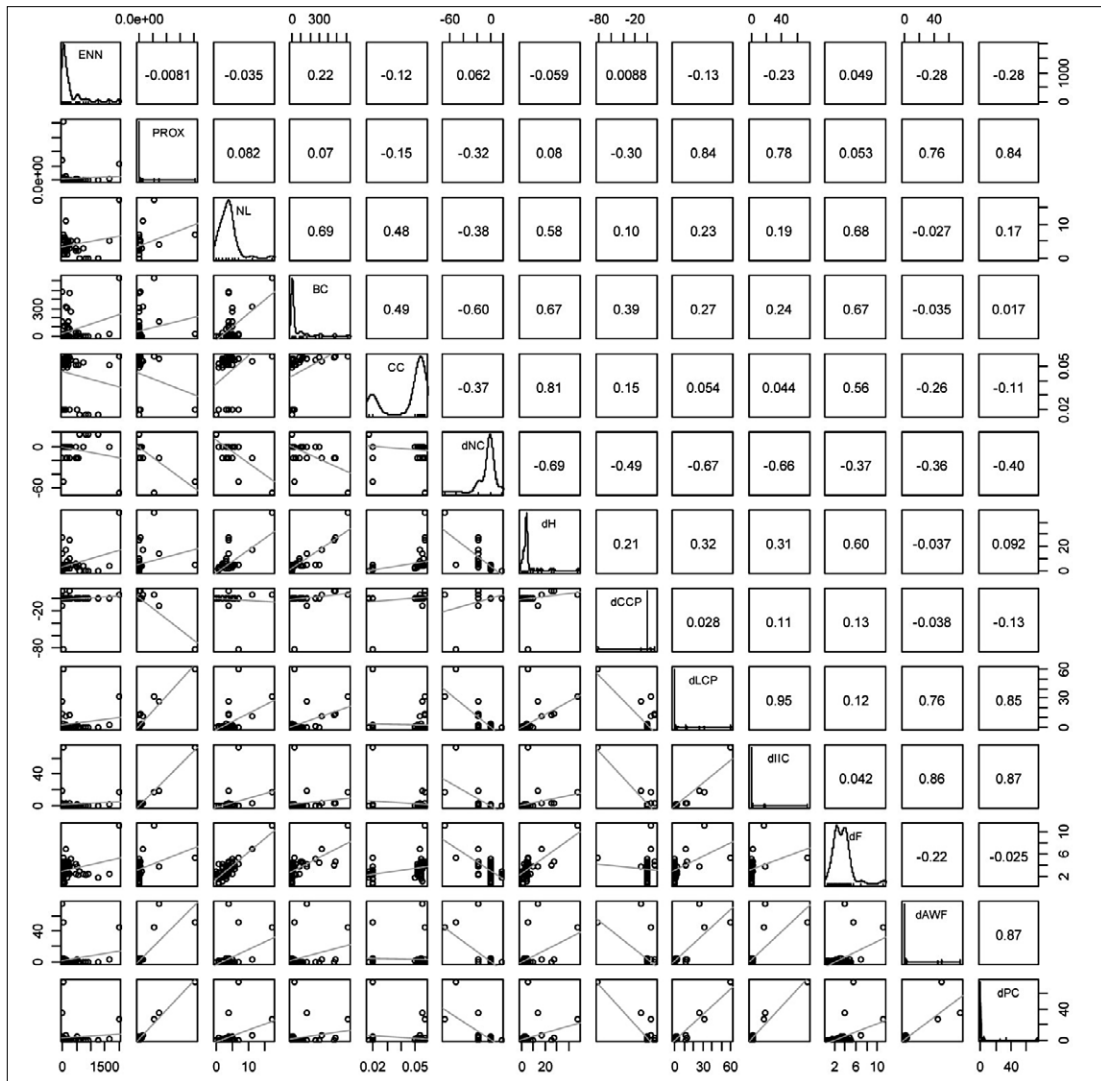 0.0e+00 0 300 -60 0 -80 -20 0 40 0 40
ENN -0.0081 -0.035 0.22 -0.12 0.062 -0.059 0.0088 -0.13 -0.23 0.049 -0.28 -0.28 0 1000
0.0e+00 PROX 0.082 0.07 -0.15 -0.32 0.08 -0.30 0.84 0.78 0.053 0.76 0.84
NL 0.69 0.48 -0.38 0.58 0.10 0.23 0.19 0.68 -0.027 0.17 0 10
0 300 BC 0.49 -0.60 0.67 0.39 0.27 0.24 0.67 -0.035 0.017
CC -0.37 0.81 0.15 0.054 0.044 0.56 -0.26 -0.11 0.02 0.05
-60 0 dNC -0.69 -0.49 -0.67 -0.66 -0.37 -0.36 -0.40
dH 0.21 0.32 0.31 0.60 -0.037 0.092 0 20
-80 -20 dCCP 0.028 0.11 0.13 -0.038 -0.13
dLCP 0.95 0.12 0.76 0.85 0 30 60
0 40 dIIC 0.042 0.86 0.87
dF -0.22 -0.025 2 6 10
0 40 dAWF 0.87
dPC 0 40
0 1500 0 10 0.02 0.05 0 20 0 30 60 2 6 10 0 40